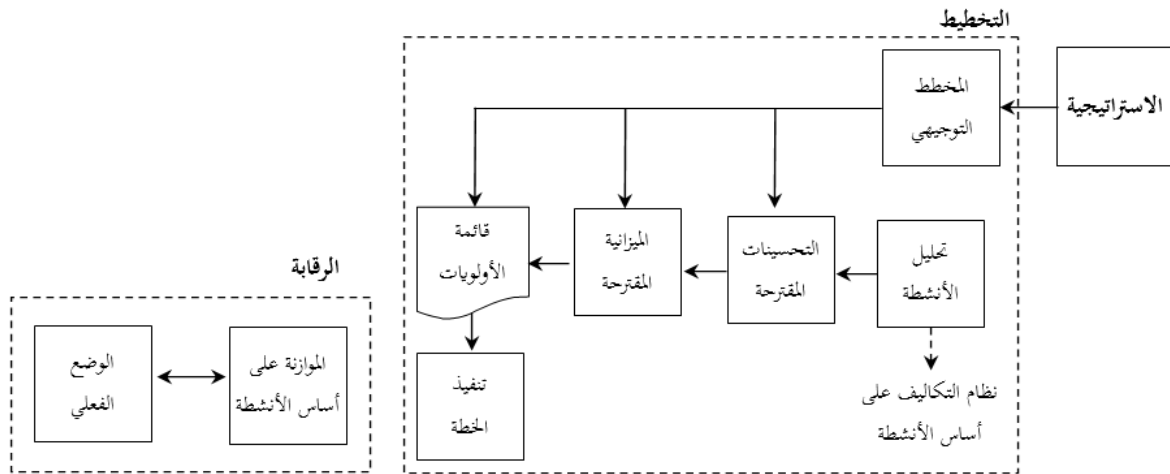 التخطيط
الاستراتيجية
المخطط
التوجيهي
تحليل
الأنشطة
التحسينات
المقترحة
الميزانية
المقترحة
قائمة
الأولويات
نظام التكاليف على
أساس الأنشطة
تنفيذ
الخطة
الرقابة
الموازنة على
أساس الأنشطة
الوضع
الفعلي